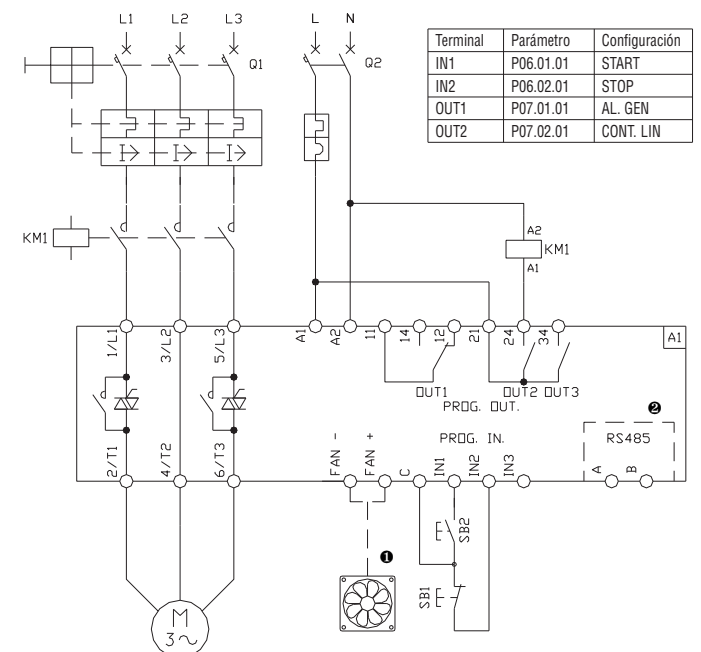 L1 L2 L3 L N
Q1 Q2
Terminal Parámetro Configuración
IN1 P06.01.01 START
IN2 P06.02.01 STOP
OUT1 P07.01.01 AL. GEN
OUT2 P07.02.01 CONT. LIN
I> I> I>
KM1
A2
KM1
A1
1/L1 3/L2 5/L3 A1 A2 11 14 12 21 24 34 A1
OUT1 OUT2 OUT3
PROG. OUT.
❷
PROG. IN. RS485
2/T1 4/T2 6/T3 FAN - FAN + C IN1 IN2 IN3 A B
SB2
❶
SB1
M
3~